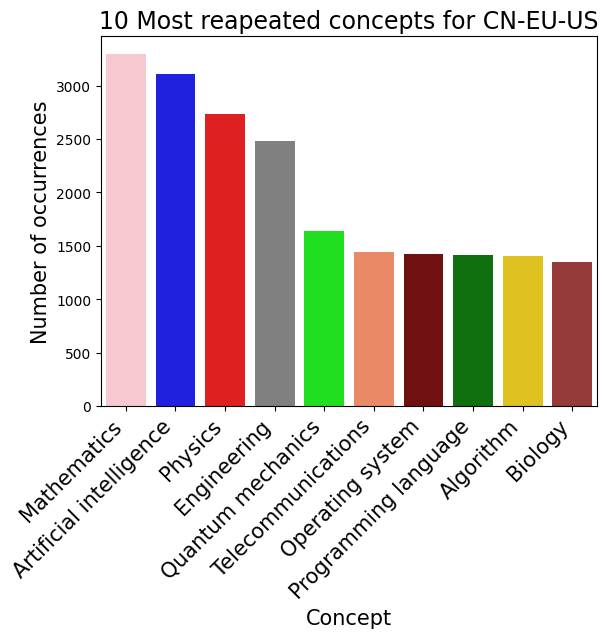 10 Most reapeated concepts for CN-EU-US
Number of occurrences
3000
2500
2000
1500
1000
500
0
Mathematics
Artificial intelligence
Physics
Engineering
Quantum mechanics
Telecommunications
Operating system
Programming language
Algorithm
Biology
Concept